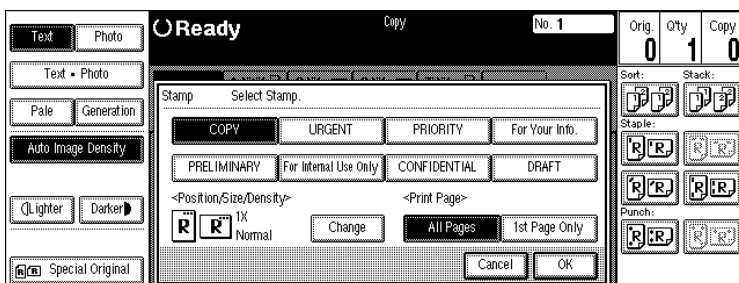 Text Photo
Text • Photo
Pale Generation
Auto Image Density
Lighter Darker
Special Original
Ready
Copy
No. 1
Stamp Select Stamp.
COPY URGENT PRIORITY For Your Info.
PRELIMINARY For Internal Use Only CONFIDENTIAL DRAFT
<Position/Size/Density> <Print Page>
R R 1X
Normal
Change All Pages 1st Page Only
Cancel OK
Orig. Q'ty Copy
0 1 0
Sort: Stack:
Staple:
Punch: